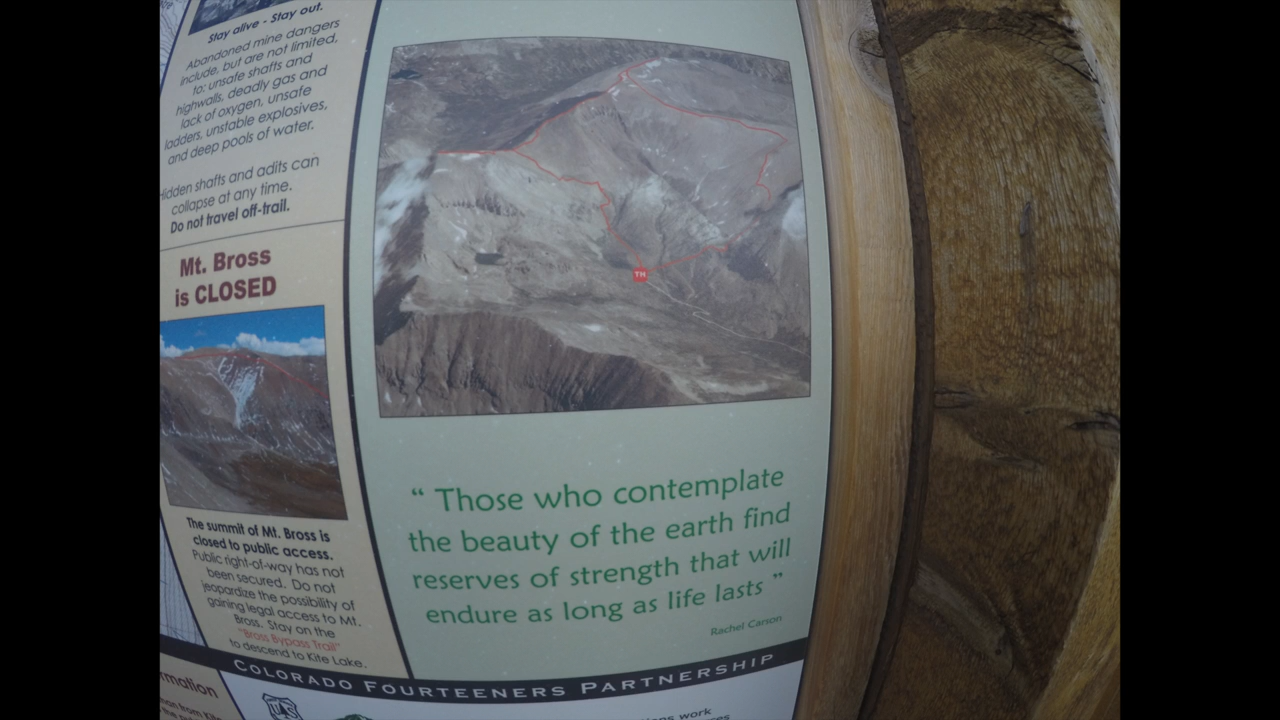 Stay alive - Stay out.
Abandoned mine dangers
include, but are not limited,
to: unsafe shafts and
highwalls, deadly gas and
lack of oxygen, unsafe
ladders, unstable explosives,
and deep pools of water.
Hidden shafts and adits can
collapse at any time.
Do not travel off-trail.
Mt. Bross
is CLOSED
The summit of Mt. Bross is
closed to public access.
Public right-of-way has not
been secured. Do not
jeopardize the possibility of
gaining legal access to Mt.
Bross. Stay on the
"Bross Bypass Trail"
to descend to Kite Lake.
TH
“ Those who contemplate
the beauty of the earth find
reserves of strength that will
endure as long as life lasts ”
Rachel Carson
COLORADO FOURTEENERS PARTNERSHIP
rmation
from
work